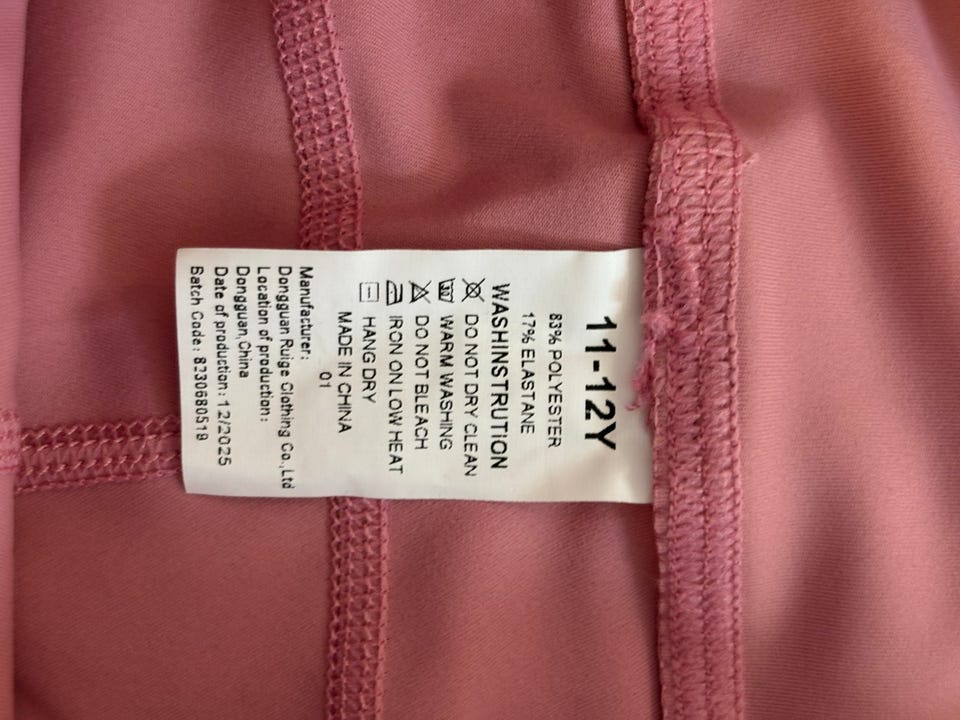 11-12Y
83% POLYESTER
17% ELASTANE
WASHINSTRUTION
DO NOT DRY CLEAN
WARM WASHING
DO NOT BLEACH
IRON ON LOW HEAT
HANG DRY
MADE IN CHINA
01
Manufacturer:
Dongguan Ruige Clothing Co.,Ltd
Location of production:
Dongguan,China
Date of production: 12/2025
Batch Code: 8230680519